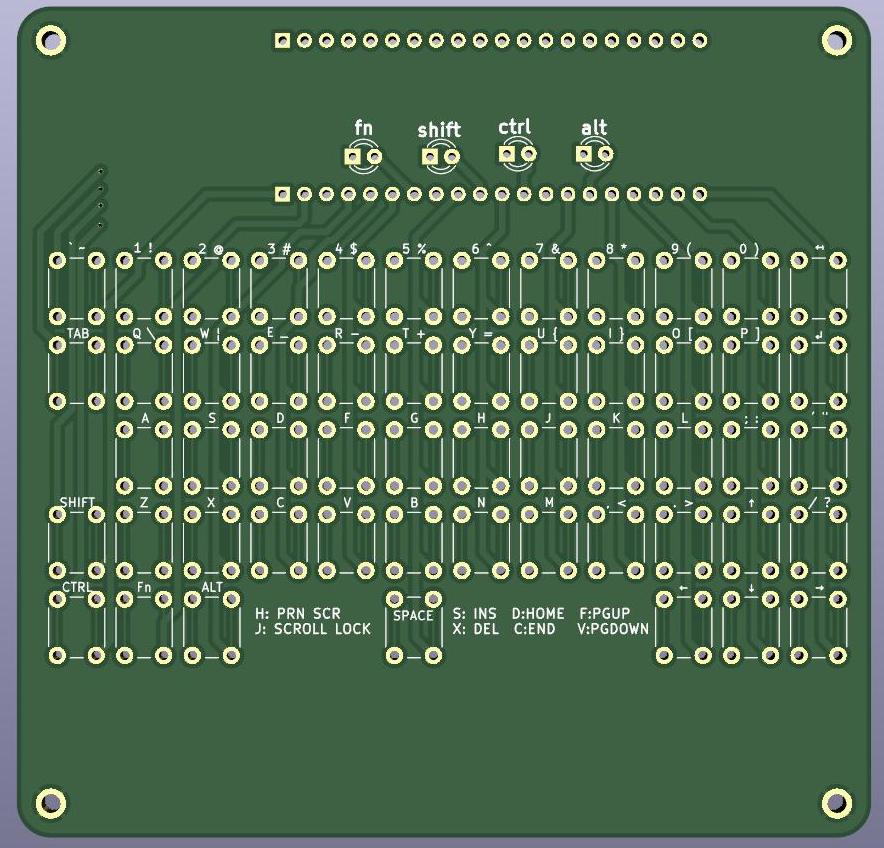 fn shift ctrl alt
` ~ 1 ! 2 @ 3 # 4 $ 5 % 6 ^ 7 & 8 * 9 ( 0 ) ↤
TAB Q \ W ¦ E _ R - T + Y = U { I } O [ P ] ↲
A S D F G H J K L ; : ' "
SHIFT Z X C V B N M , < . > ↑ / ?
CTRL Fn ALT ← ↓ →
H: PRN SCR SPACE S: INS D:HOME F:PGUP
J: SCROLL LOCK X: DEL C:END V:PGDOWN